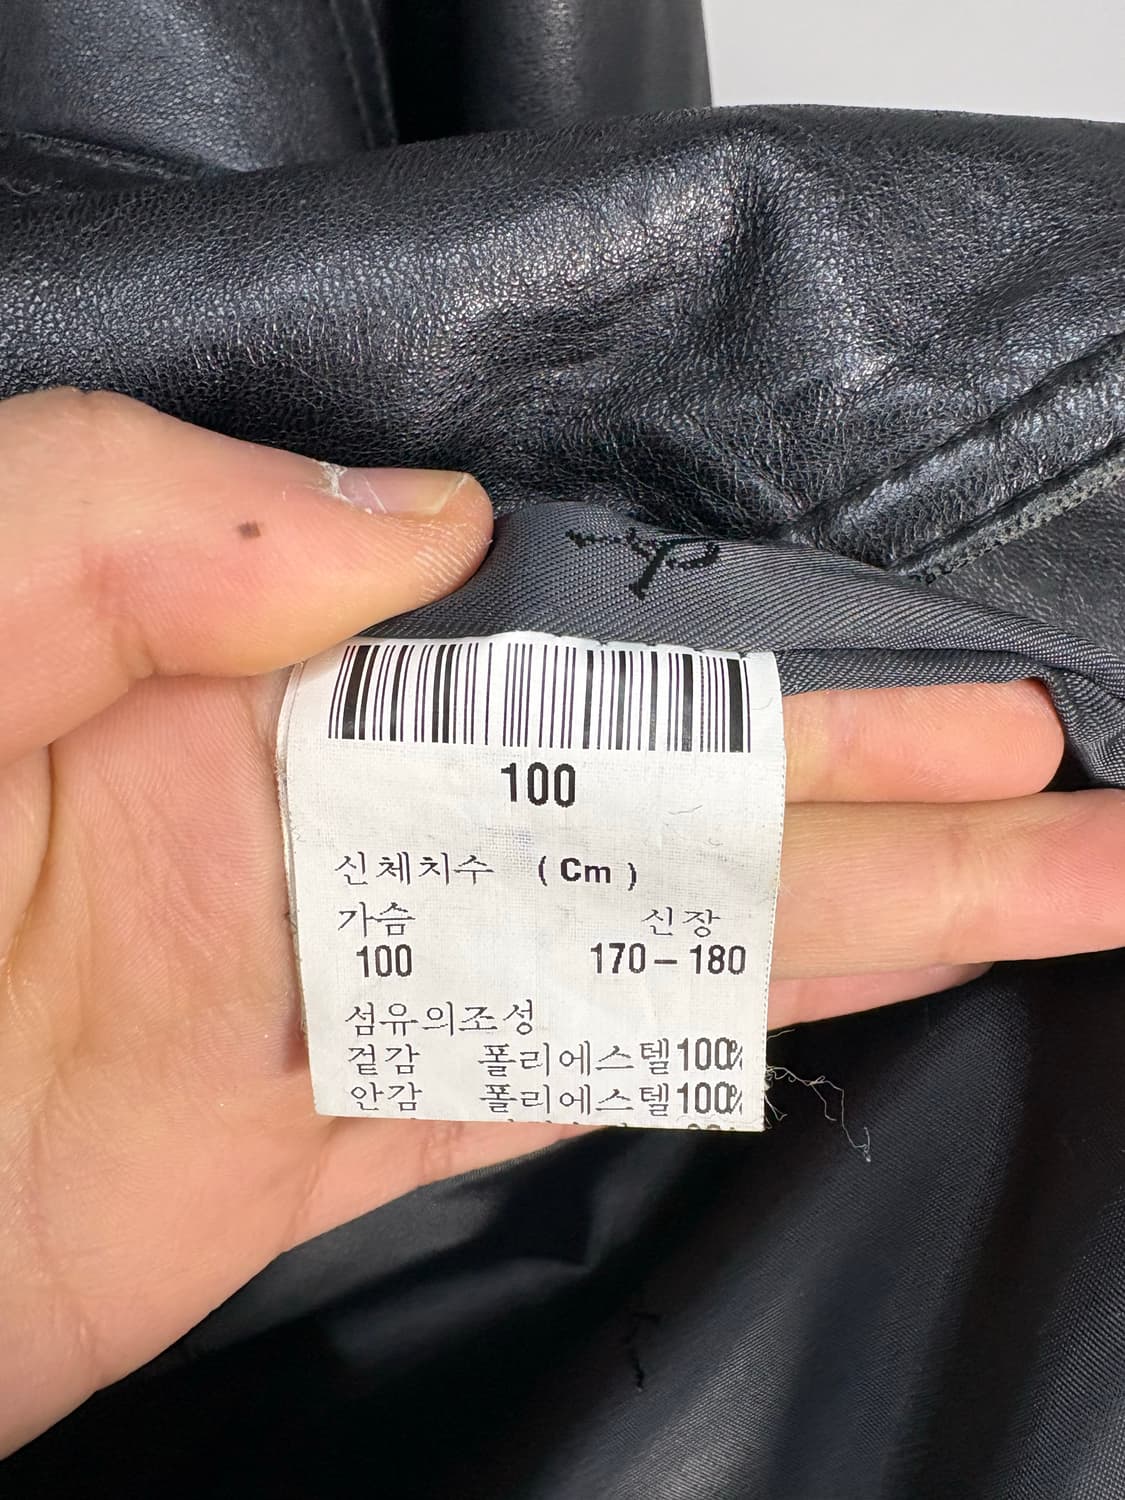 100
신체치수 (Cm)
가슴 신장
100 170-180
섬유의조성
겉감 폴리에스텔100%
안감 폴리에스텔100%